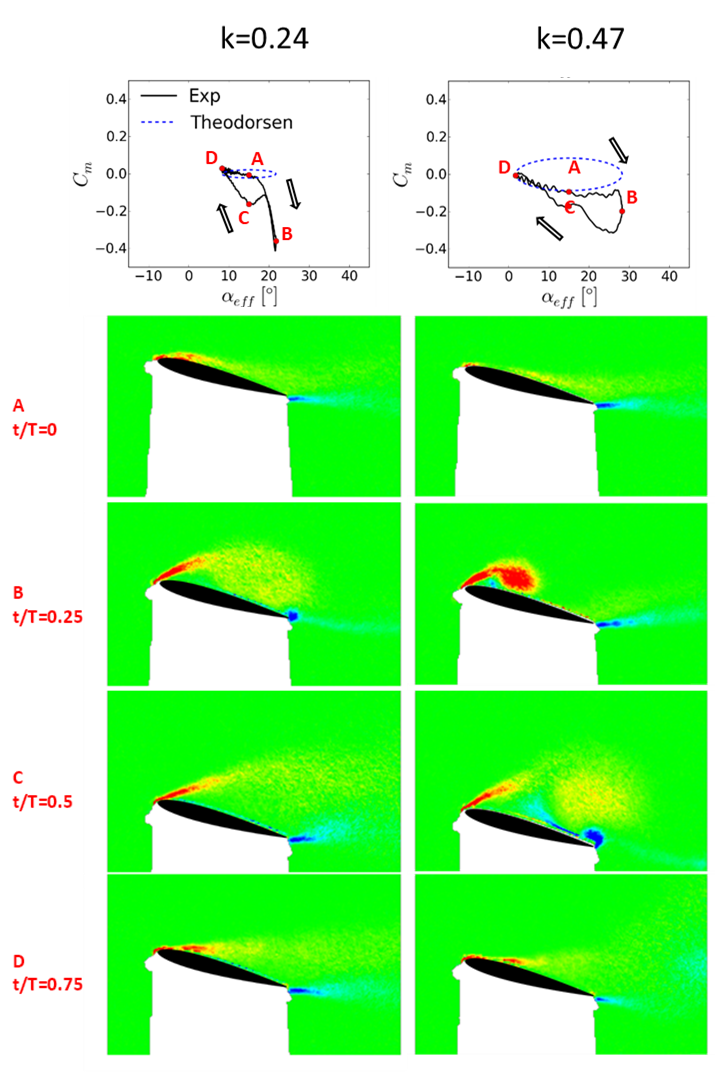 k=0.24
k=0.47
0.4
0.2
0.0
−0.2
−0.4
C_m
Exp
Theodorsen
D
A
C
B
−10 0 10 20 30 40
α_eff [°]
0.4
0.2
0.0
−0.2
−0.4
C_m
D
A
C
B
−10 0 10 20 30 40
α_eff [°]
A
t/T=0
B
t/T=0.25
C
t/T=0.5
D
t/T=0.75